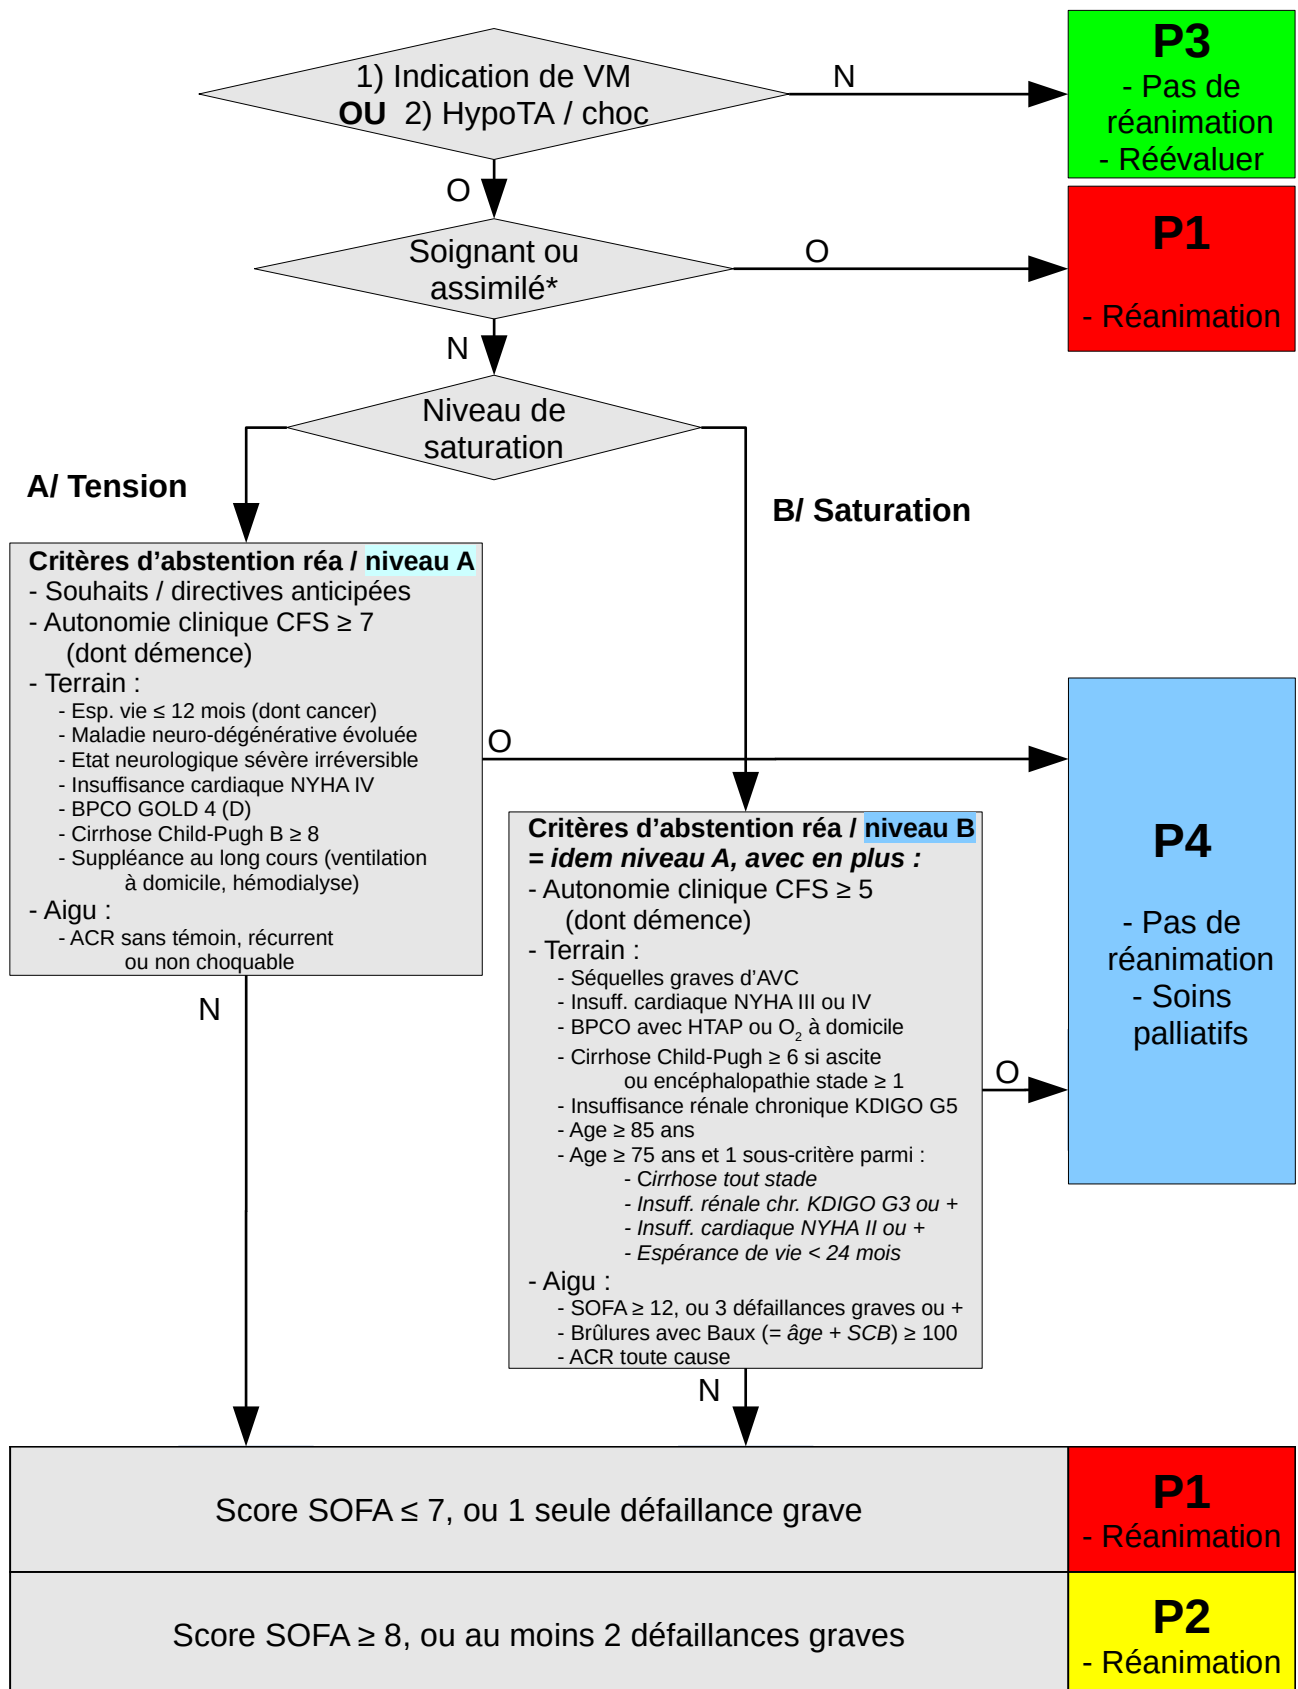 1) Indication de VM
OU 2) HypoTA / choc
N
P3
- Pas de
réanimation
- Réévaluer
O
Soignant ou
assimilé*
O
P1
- Réanimation
N
Niveau de
saturation
A/ Tension
B/ Saturation
Critères d’abstention réa / niveau A
- Souhaits / directives anticipées
- Autonomie clinique CFS ≥ 7
(dont démence)
- Terrain :
- Esp. vie ≤ 12 mois (dont cancer)
- Maladie neuro-dégénérative évoluée
- Etat neurologique sévère irréversible
- Insuffisance cardiaque NYHA IV
- BPCO GOLD 4 (D)
- Cirrhose Child-Pugh B ≥ 8
- Suppléance au long cours (ventilation
à domicile, hémodialyse)
- Aigu :
- ACR sans témoin, récurrent
ou non choquable
O
N
Critères d’abstention réa / niveau B
= idem niveau A, avec en plus :
- Autonomie clinique CFS ≥ 5
(dont démence)
- Terrain :
- Séquelles graves d’AVC
- Insuff. cardiaque NYHA III ou IV
- BPCO avec HTAP ou O₂ à domicile
- Cirrhose Child-Pugh ≥ 6 si ascite
ou encéphalopathie stade ≥ 1
- Insuffisance rénale chronique KDIGO G5
- Age ≥ 85 ans
- Age ≥ 75 ans et 1 sous-critère parmi :
- Cirrhose tout stade
- Insuff. rénale chr. KDIGO G3 ou +
- Insuff. cardiaque NYHA II ou +
- Espérance de vie < 24 mois
- Aigu :
- SOFA ≥ 12, ou 3 défaillances graves ou +
- Brûlures avec Baux (= âge + SCB) ≥ 100
- ACR toute cause
O
N
P4
- Pas de
réanimation
- Soins
palliatifs
Score SOFA ≤ 7, ou 1 seule défaillance grave
P1
- Réanimation
Score SOFA ≥ 8, ou au moins 2 défaillances graves
P2
- Réanimation